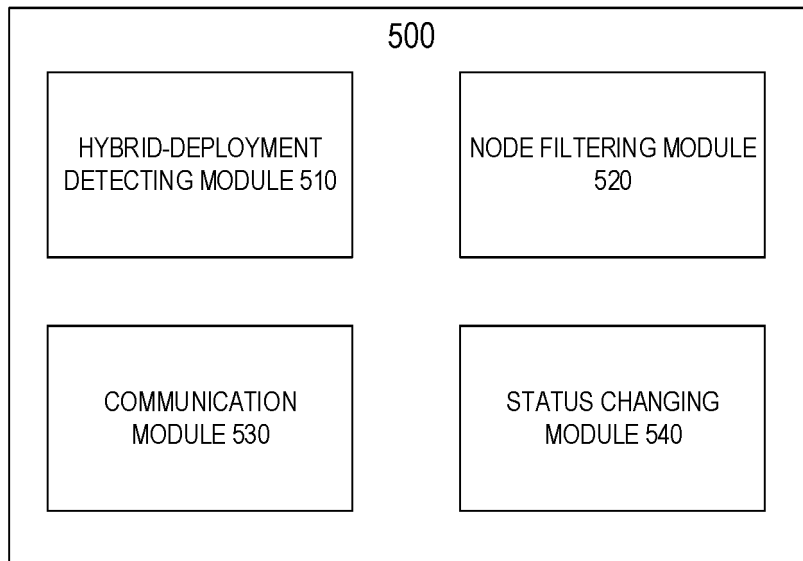 500
HYBRID-DEPLOYMENT
DETECTING MODULE 510
NODE FILTERING MODULE
520
COMMUNICATION
MODULE 530
STATUS CHANGING
MODULE 540